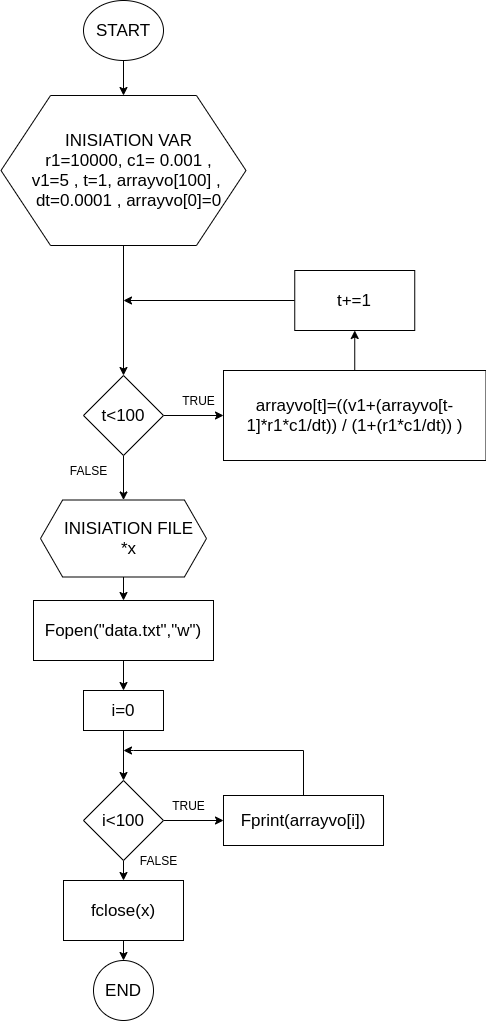 START
INISIATION VAR
r1=10000, c1= 0.001 ,
v1=5 , t=1, arrayvo[100] ,
dt=0.0001 , arrayvo[0]=0
t+=1
t<100
TRUE
arrayvo[t]=((v1+(arrayvo[t-
1]*r1*c1/dt)) / (1+(r1*c1/dt)) )
FALSE
INISIATION FILE
*x
Fopen("data.txt","w")
i=0
i<100
TRUE
Fprint(arrayvo[i])
FALSE
fclose(x)
END